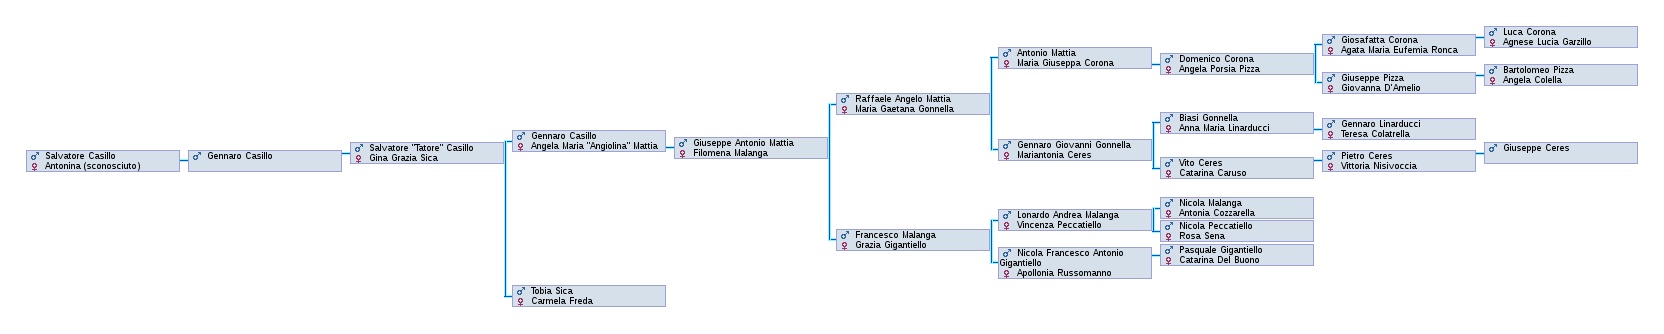 Salvatore Casillo
Antonina (sconosciuto)
Gennaro Casillo
Salvatore "Tatore" Casillo
Gina Grazia Sica
Gennaro Casillo
Angela Maria "Angiolina" Mattia
Tobia Sica
Carmela Freda
Giuseppe Antonio Mattia
Filomena Malanga
Raffaele Angelo Mattia
Maria Gaetana Gonnella
Francesco Malanga
Grazia Gigantiello
Antonio Mattia
Maria Giuseppa Corona
Gennaro Giovanni Gonnella
Mariantonia Ceres
Lonardo Andrea Malanga
Vincenza Peccatiello
Nicola Francesco Antonio
Gigantiello
Apollonia Russomanno
Domenico Corona
Angela Porsia Pizza
Biasi Gonnella
Anna Maria Linarducci
Vito Ceres
Catarina Caruso
Nicola Malanga
Antonia Cozzarella
Nicola Peccatiello
Rosa Sena
Pasquale Gigantiello
Catarina Del Buono
Giosafatta Corona
Agata Maria Eufemia Ronca
Giuseppe Pizza
Giovanna D'Amelio
Gennaro Linarducci
Teresa Colatrella
Pietro Ceres
Vittoria Nisivoccia
Luca Corona
Agnese Lucia Garzillo
Bartolomeo Pizza
Angela Colella
Giuseppe Ceres